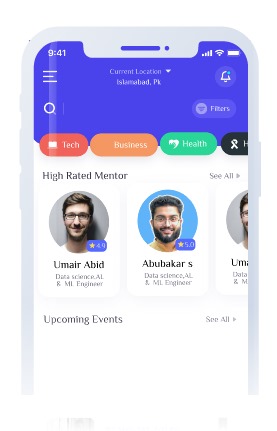 9:41
Current Location
Islamabad, Pk
Filters
Tech
Business
Health
H
High Rated Mentor
See All
4.9
5.0
Umair Abid
Abubakar s
Uma
Data science,AI,
& ML Engineer
Data science,AI,
& ML Engineer
Data
& M
Upcoming Events
See All